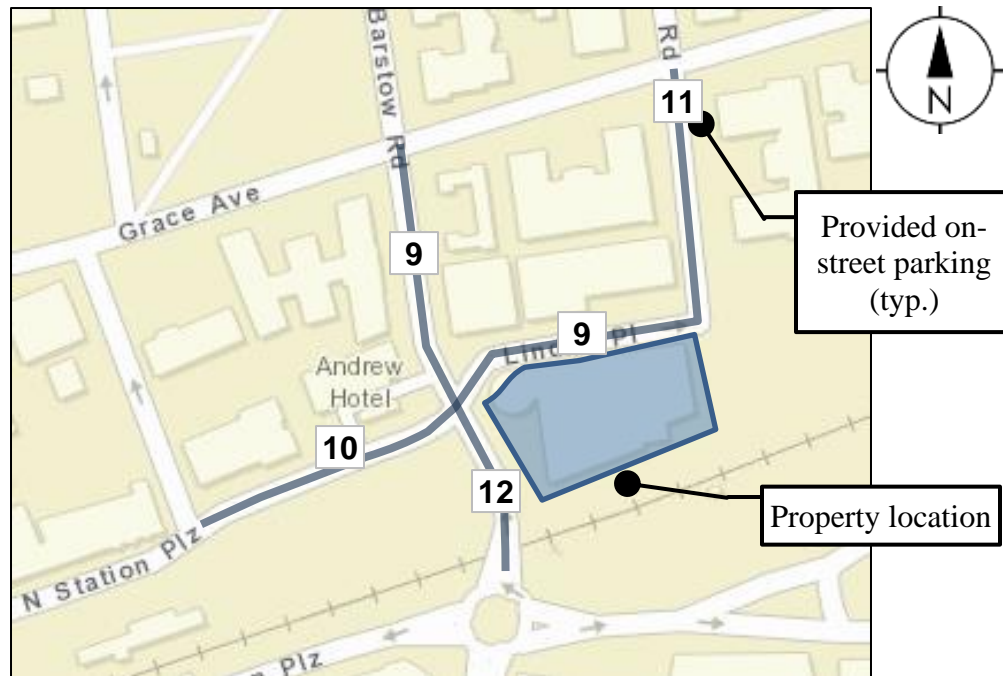 Barstow Rd
Rd
N
11
Provided on-
street parking
(typ.)
Grace Ave
9
9
Pl
Andrew
Hotel
10
12
Property location
N Station Plz
Plz